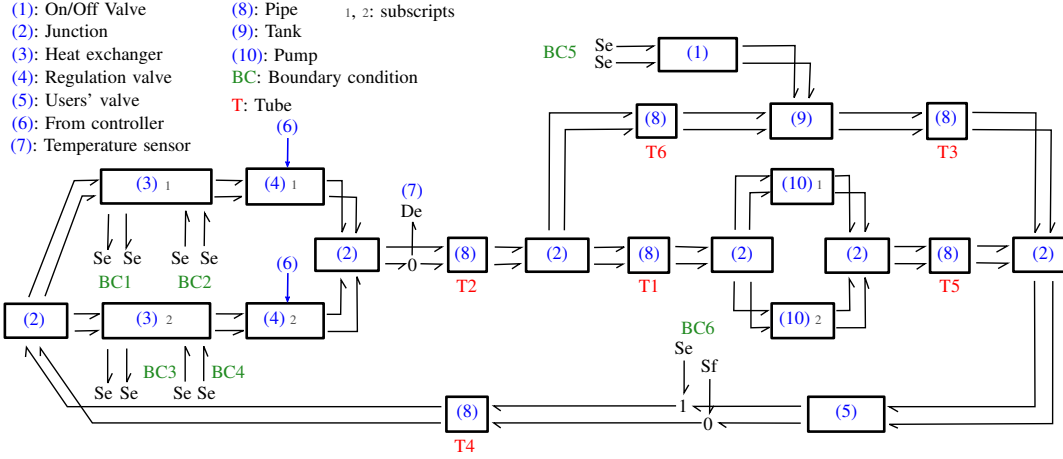 (1): On/Off Valve
(2): Junction
(3): Heat exchanger
(4): Regulation valve
(5): Users' valve
(6): From controller
(7): Temperature sensor
(8): Pipe
(9): Tank
(10): Pump
BC: Boundary condition
T: Tube
1, 2: subscripts
BC5
Se
Se
(1)
(6)
(8)
T6
(9)
(8)
T3
(3) 1
(4) 1
(7)
De
(10) 1
Se Se
Se Se
BC1
BC2
(6)
(2)
0
(8)
T2
(2)
(8)
T1
(2)
(2)
(8)
T5
(2)
(2)
(3) 2
(4) 2
(10) 2
BC6
Se
Sf
BC3
BC4
Se Se
Se Se
(8)
T4
1
0
(5)